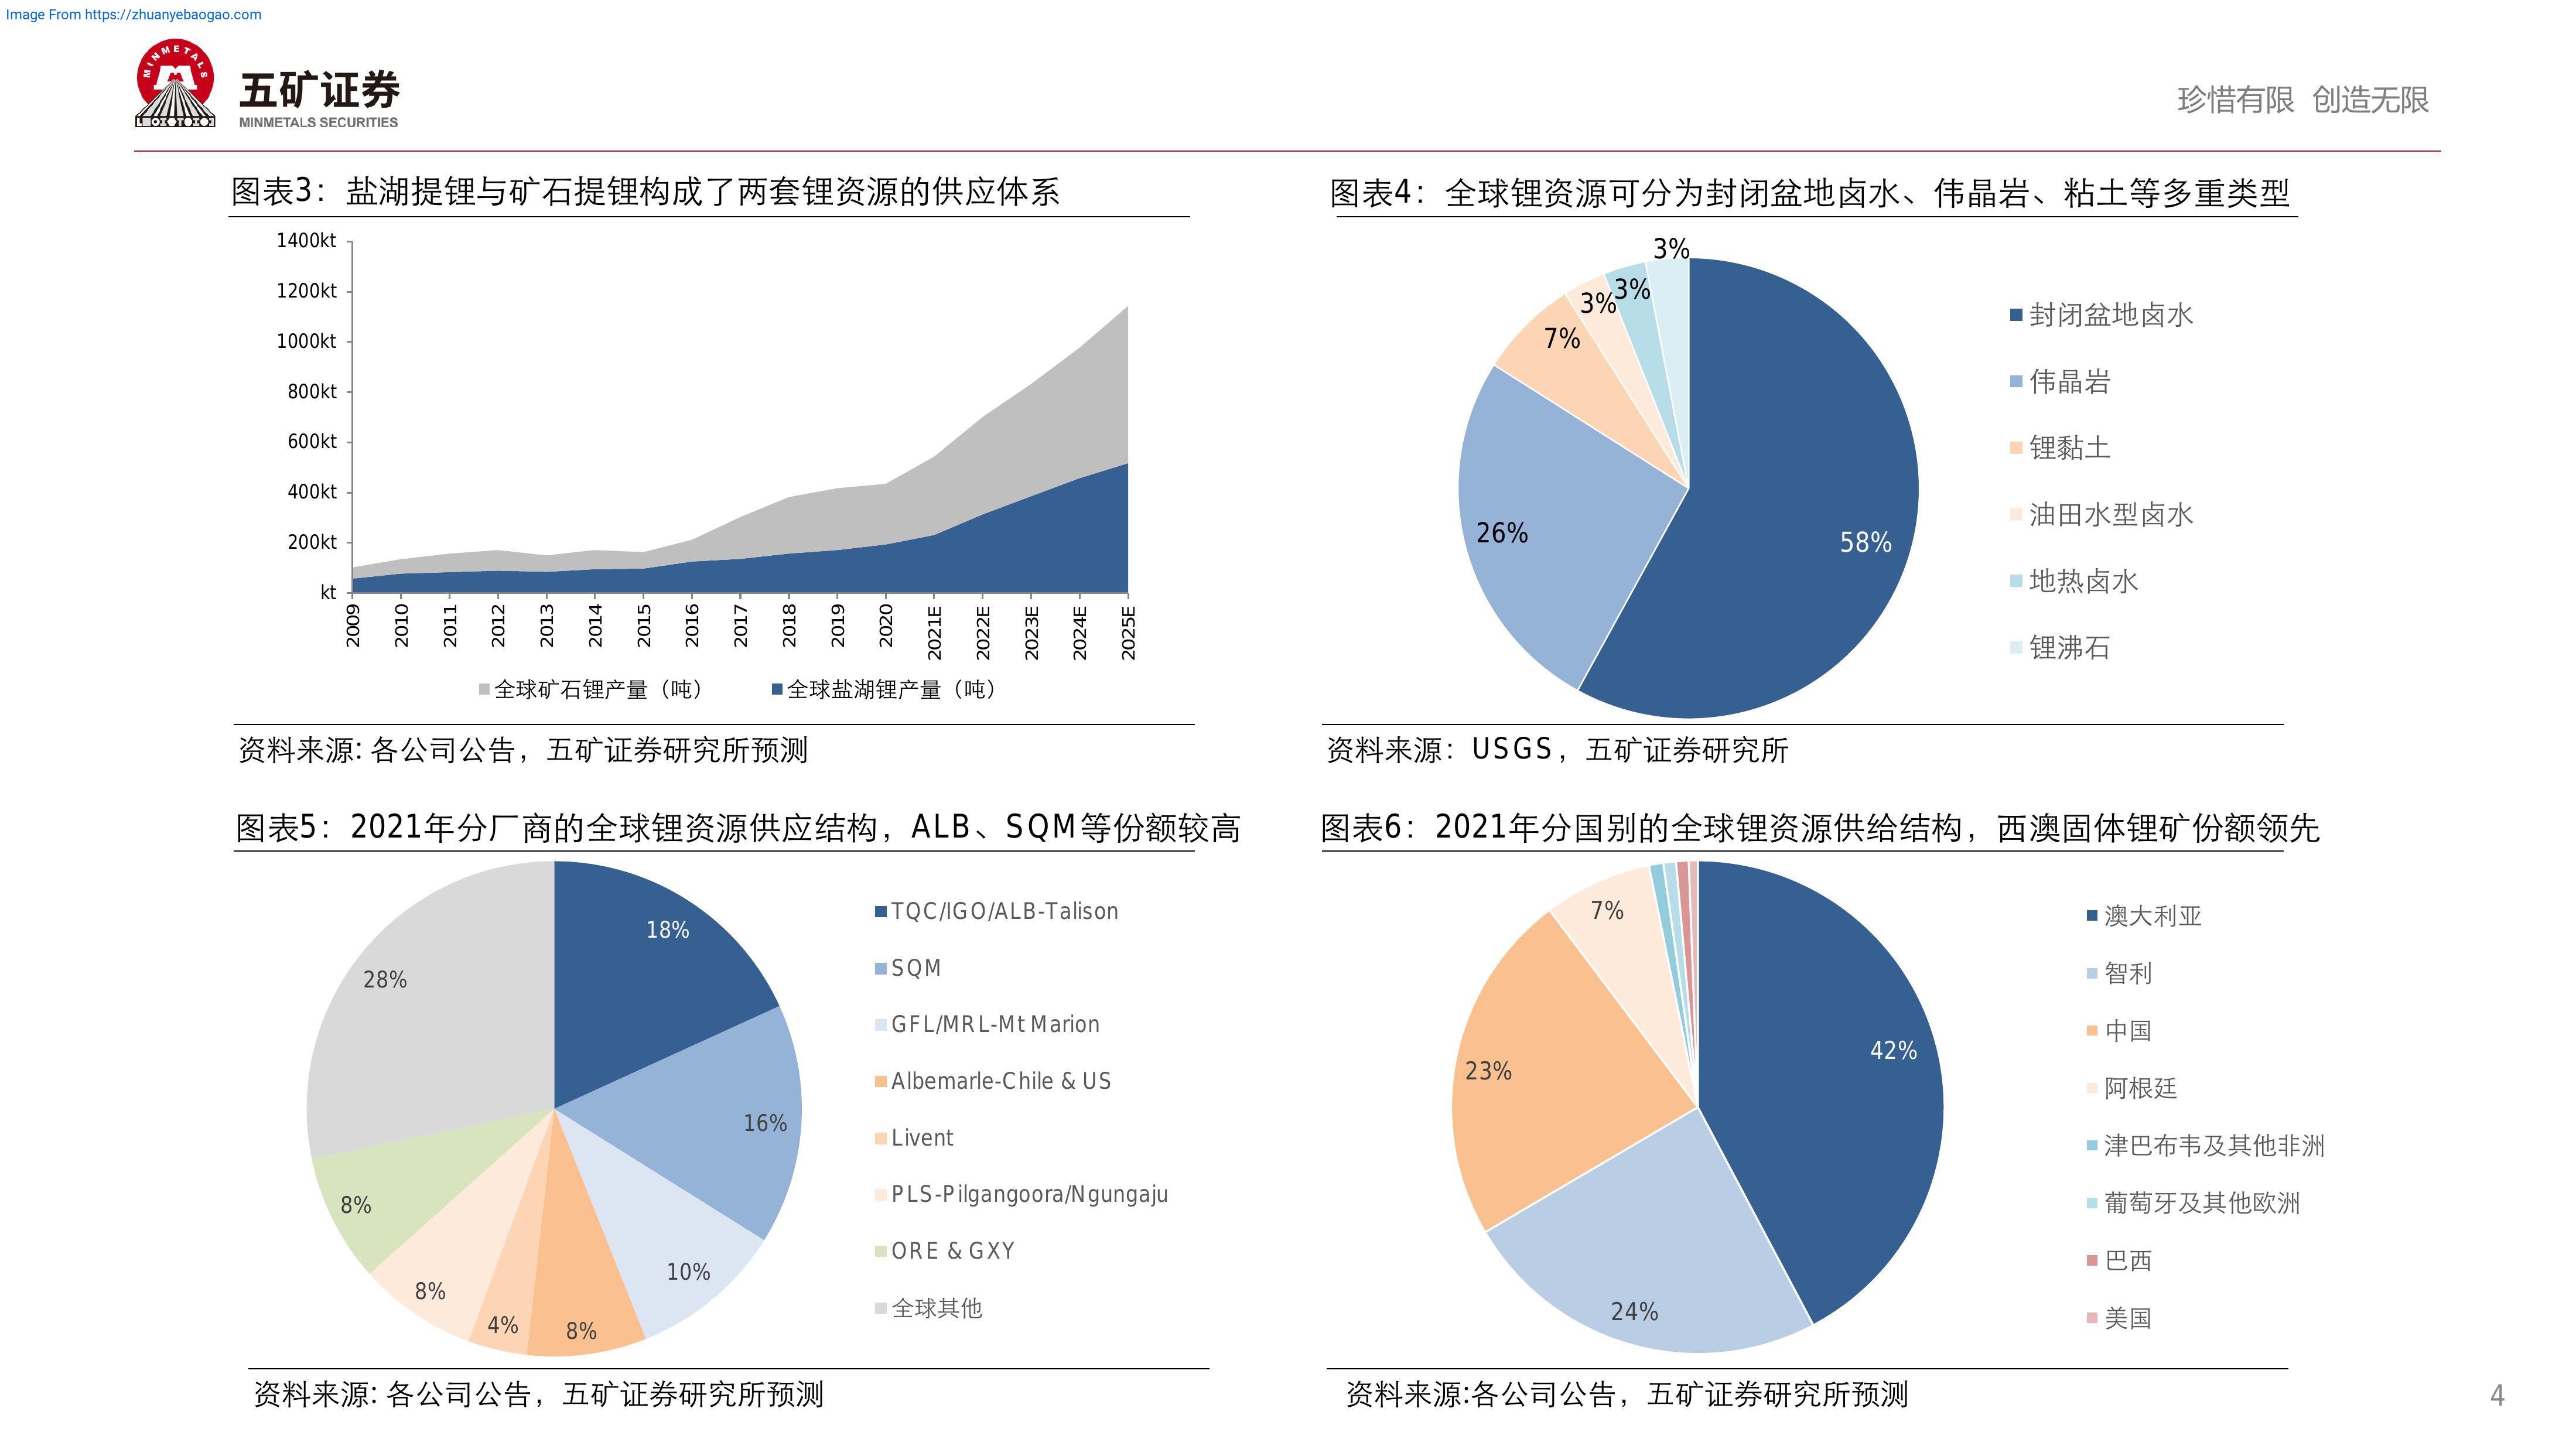 Image From https://zhuanyebaogao.com
MINMETALS
五矿证券
MINMETALS SECURITIES
珍惜有限 创造无限
图表3：盐湖提锂与矿石提锂构成了两套锂资源的供应体系
1400kt
1200kt
1000kt
800kt
600kt
400kt
200kt
kt
2009 2010 2011 2012 2013 2014 2015 2016 2017 2018 2019 2020 2021E 2022E 2023E 2024E 2025E
全球矿石锂产量（吨） 全球盐湖锂产量（吨）
资料来源: 各公司公告，五矿证券研究所预测
图表4：全球锂资源可分为封闭盆地卤水、伟晶岩、粘土等多重类型
3%
3%
3%
7%
26%
58%
封闭盆地卤水
伟晶岩
锂黏土
油田水型卤水
地热卤水
锂沸石
资料来源：USGS，五矿证券研究所
图表5：2021年分厂商的全球锂资源供应结构，ALB、SQM等份额较高
18%
28%
16%
8%
10%
8%
4%
8%
TQC/IGO/ALB-Talison
SQM
GFL/MRL-Mt Marion
Albemarle-Chile & US
Livent
PLS-Pilgangoora/Ngungaju
ORE & GXY
全球其他
资料来源: 各公司公告，五矿证券研究所预测
图表6：2021年分国别的全球锂资源供给结构，西澳固体锂矿份额领先
7%
42%
23%
24%
澳大利亚
智利
中国
阿根廷
津巴布韦及其他非洲
葡萄牙及其他欧洲
巴西
美国
资料来源:各公司公告，五矿证券研究所预测
4